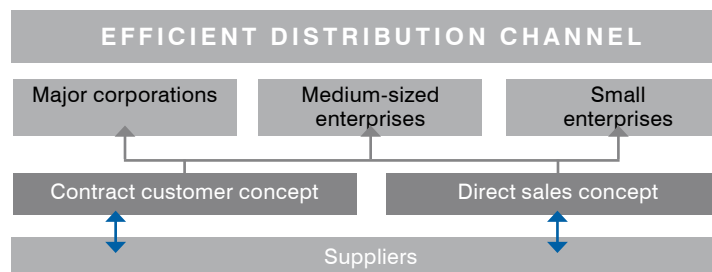 EFFICIENT DISTRIBUTION CHANNEL
Major corporations
Medium-sized
enterprises
Small
enterprises
Contract customer concept
Direct sales concept
Suppliers